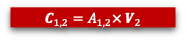 C₁,₂ = A₁,₂× V₂